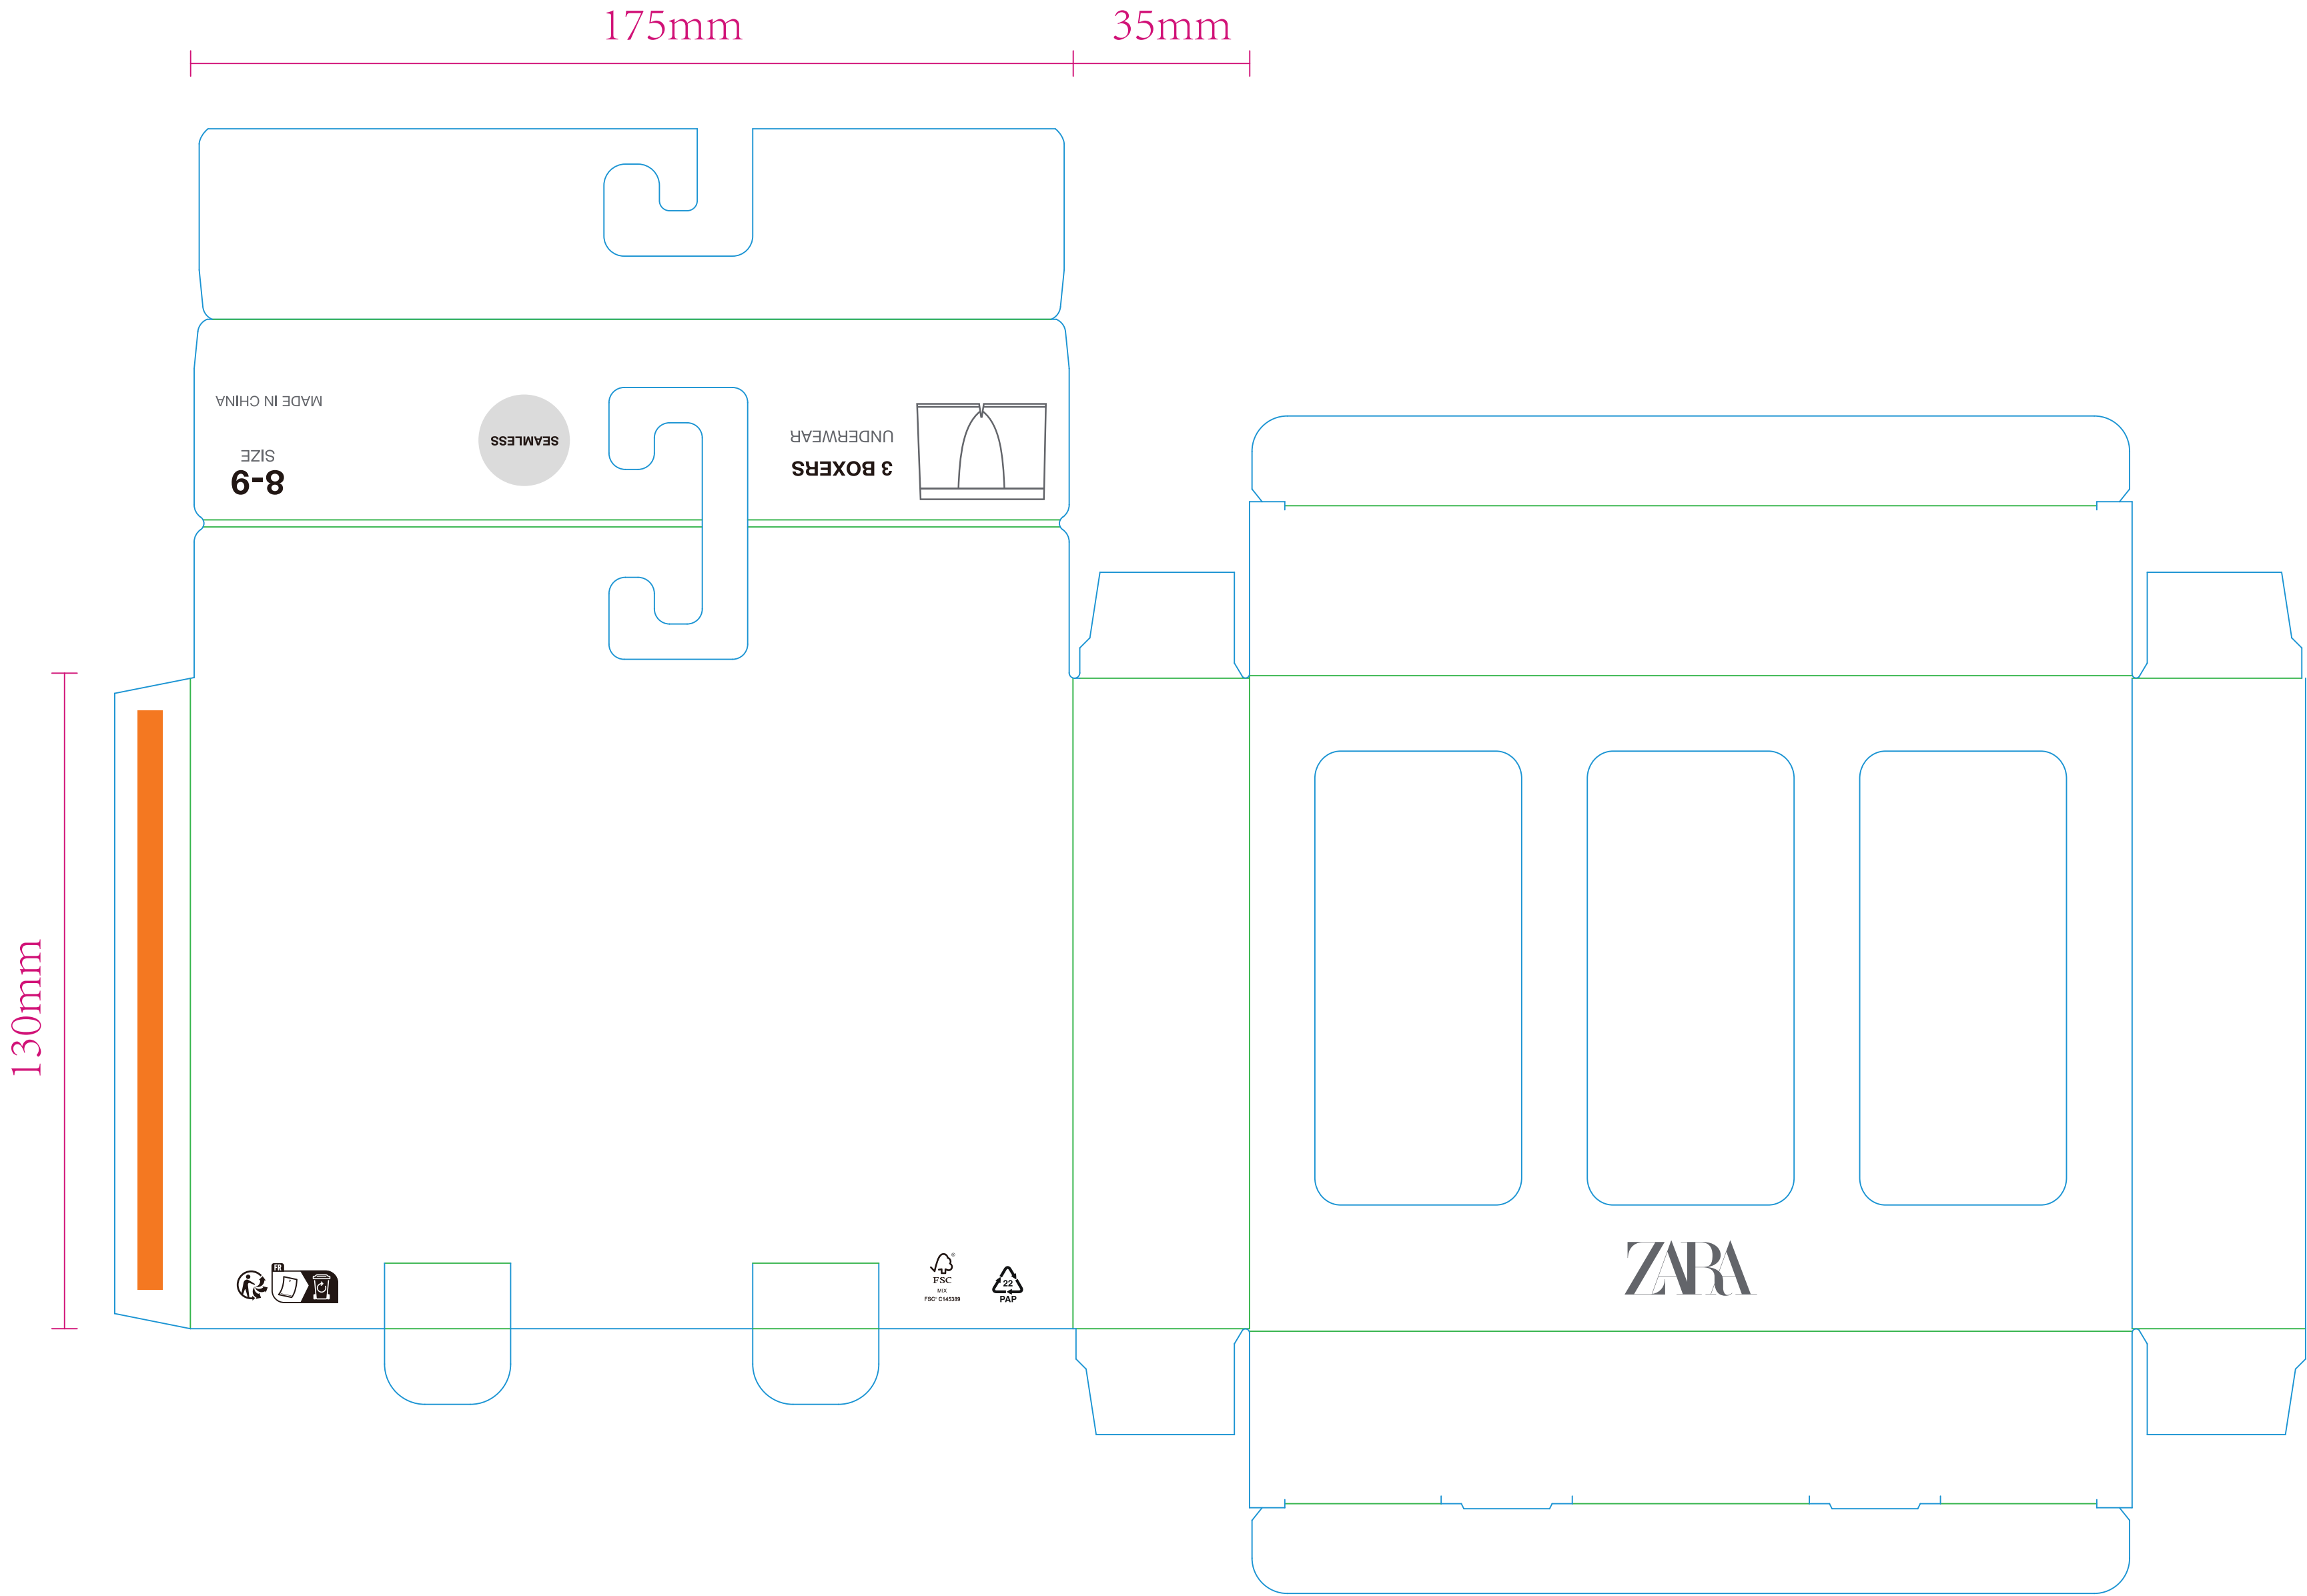 175mm
35mm
MADE IN CHINA
SIZE
8-9
SEAMLESS
UNDERWEAR
3 BOXERS
130mm
FR
FSC
MIX
FSC® C145389
22
PAP
ZARA